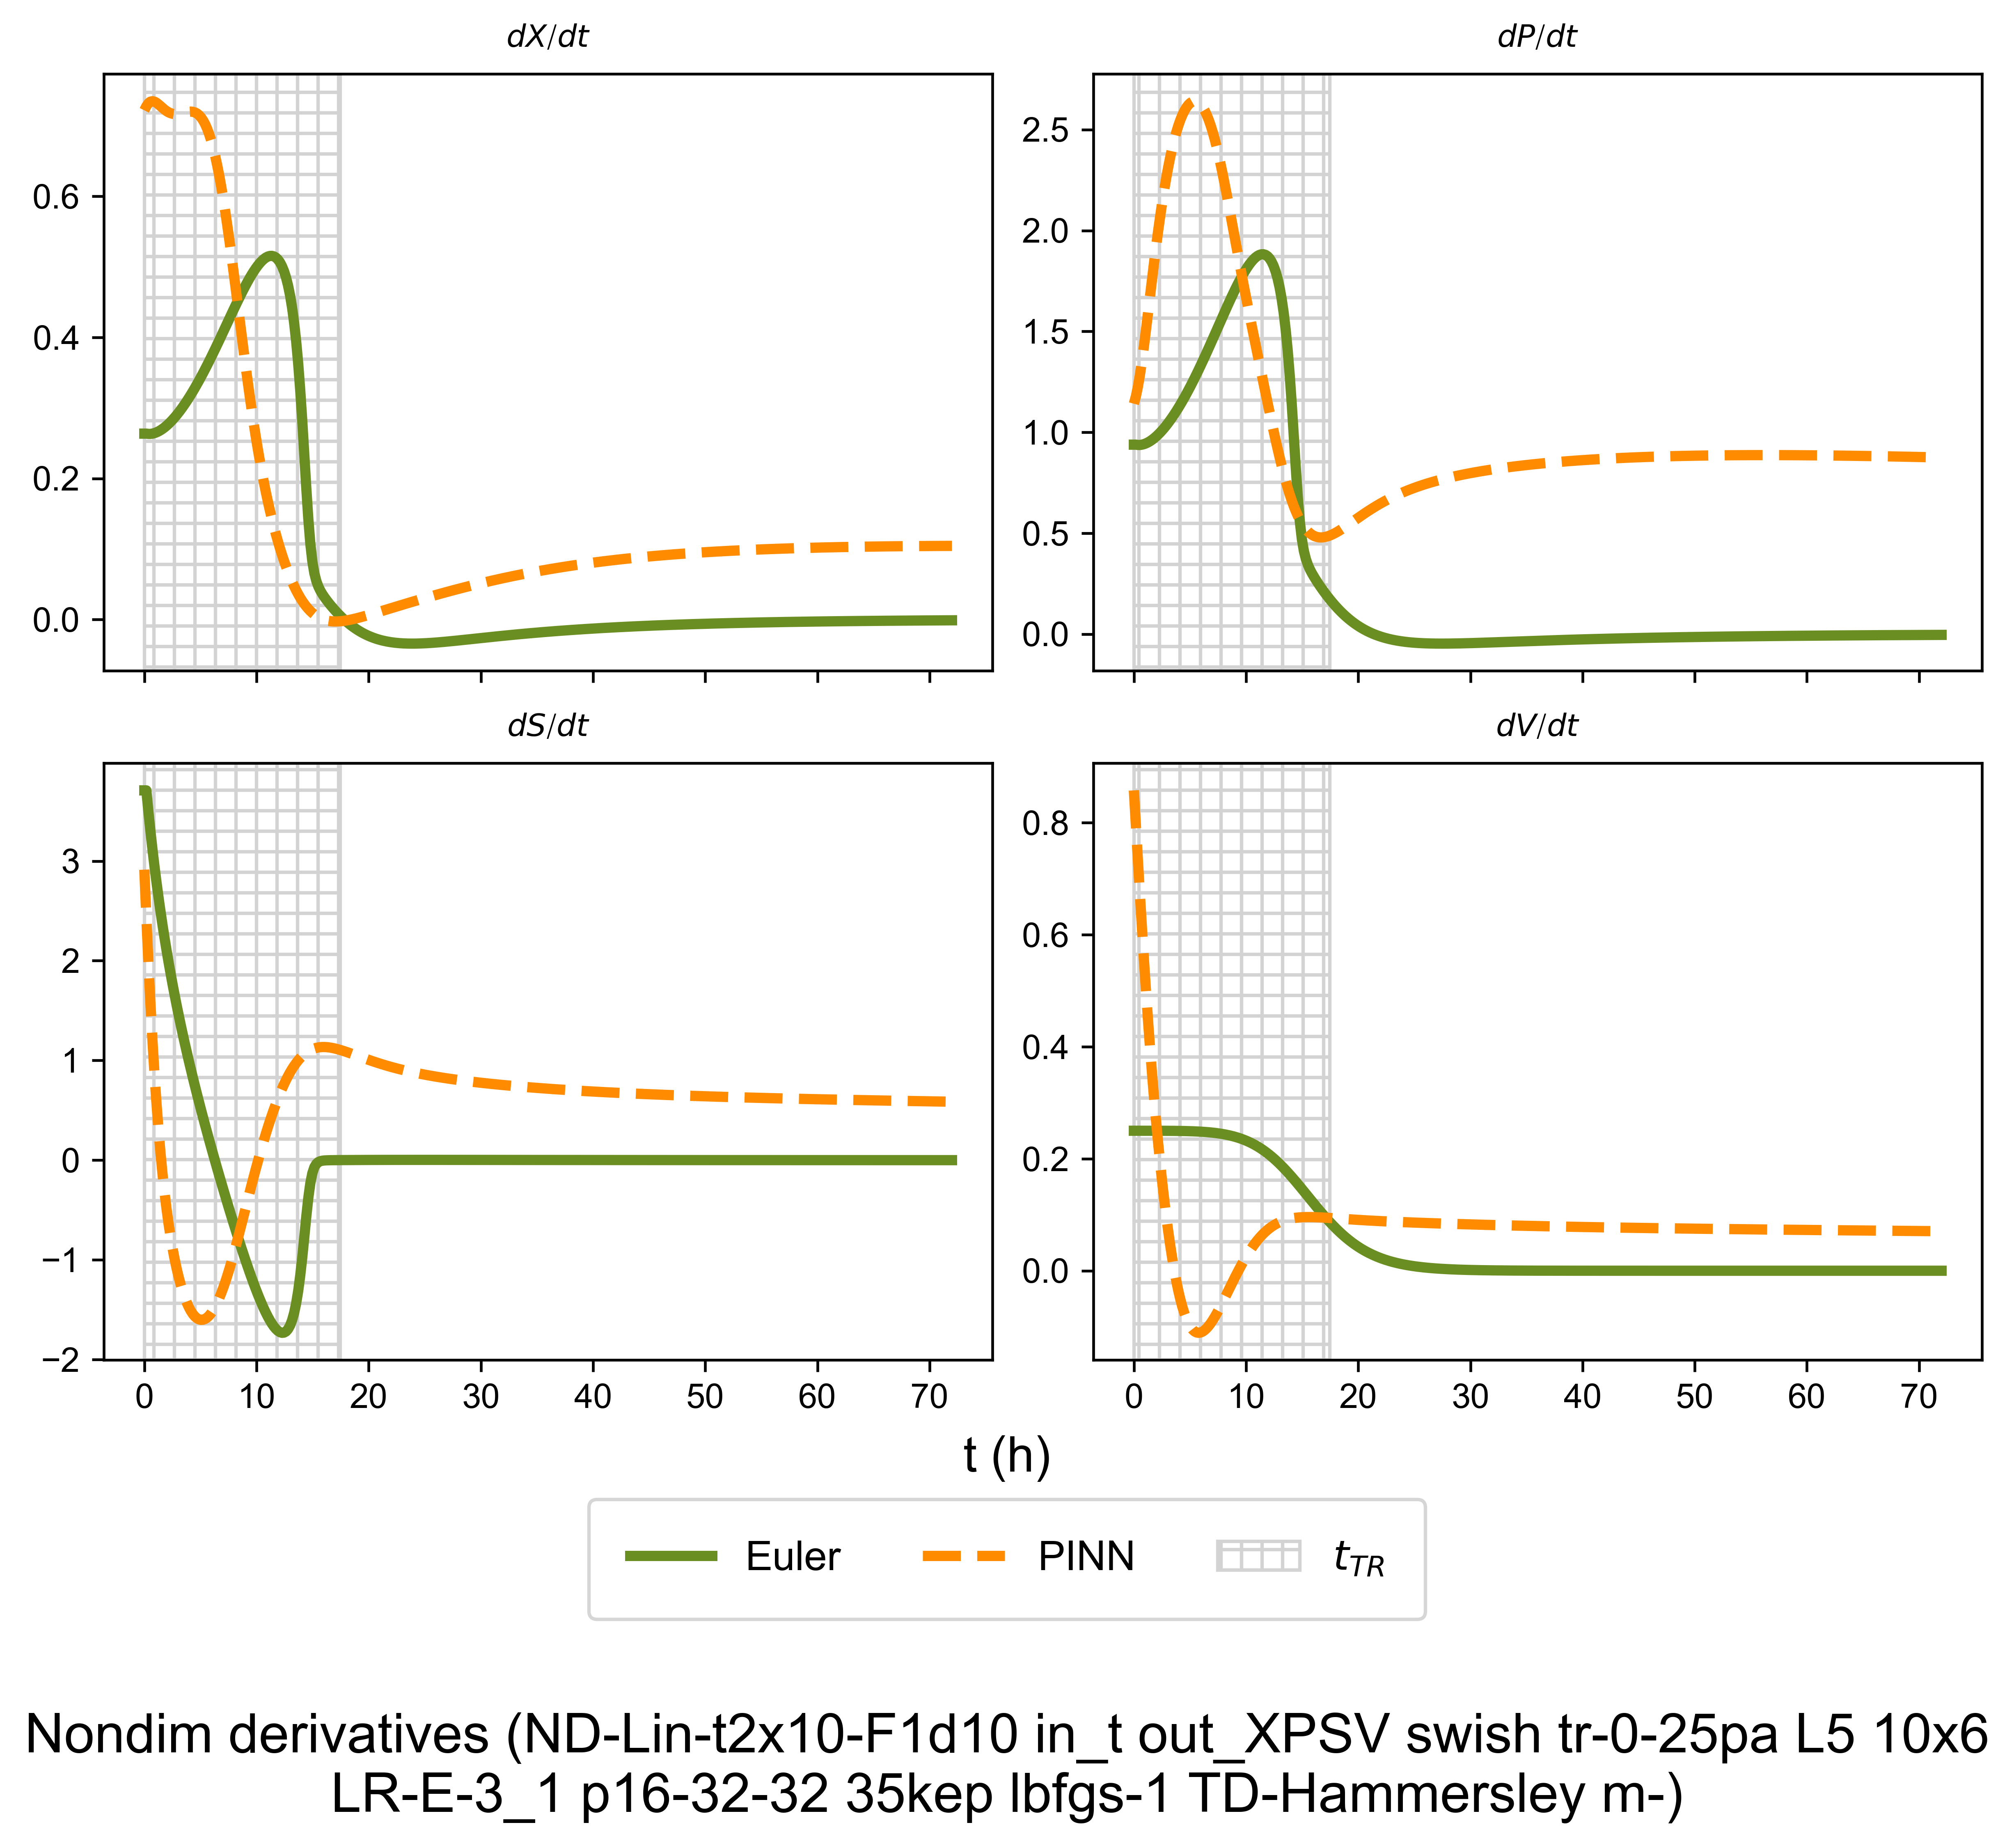 dX/dt
dP/dt
0.6
0.4
0.2
0.0
2.5
2.0
1.5
1.0
0.5
0.0
dS/dt
dV/dt
3
2
1
0
−1
−2
0 10 20 30 40 50 60 70
0.8
0.6
0.4
0.2
0.0
0 10 20 30 40 50 60 70
t (h)
Euler PINN t_TR
Nondim derivatives (ND-Lin-t2x10-F1d10 in_t out_XPSV swish tr-0-25pa L5 10x6
LR-E-3_1 p16-32-32 35kep lbfgs-1 TD-Hammersley m-)